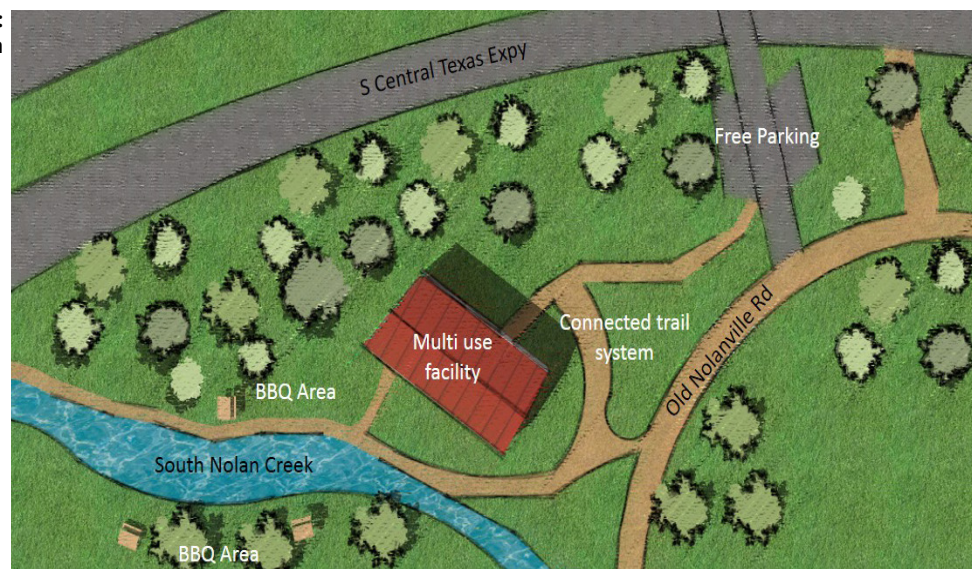 S Central Texas Expy
Free Parking
Connected trail
system
Old Nolanville Rd
Multi use
facility
BBQ Area
South Nolan Creek
BBQ Area